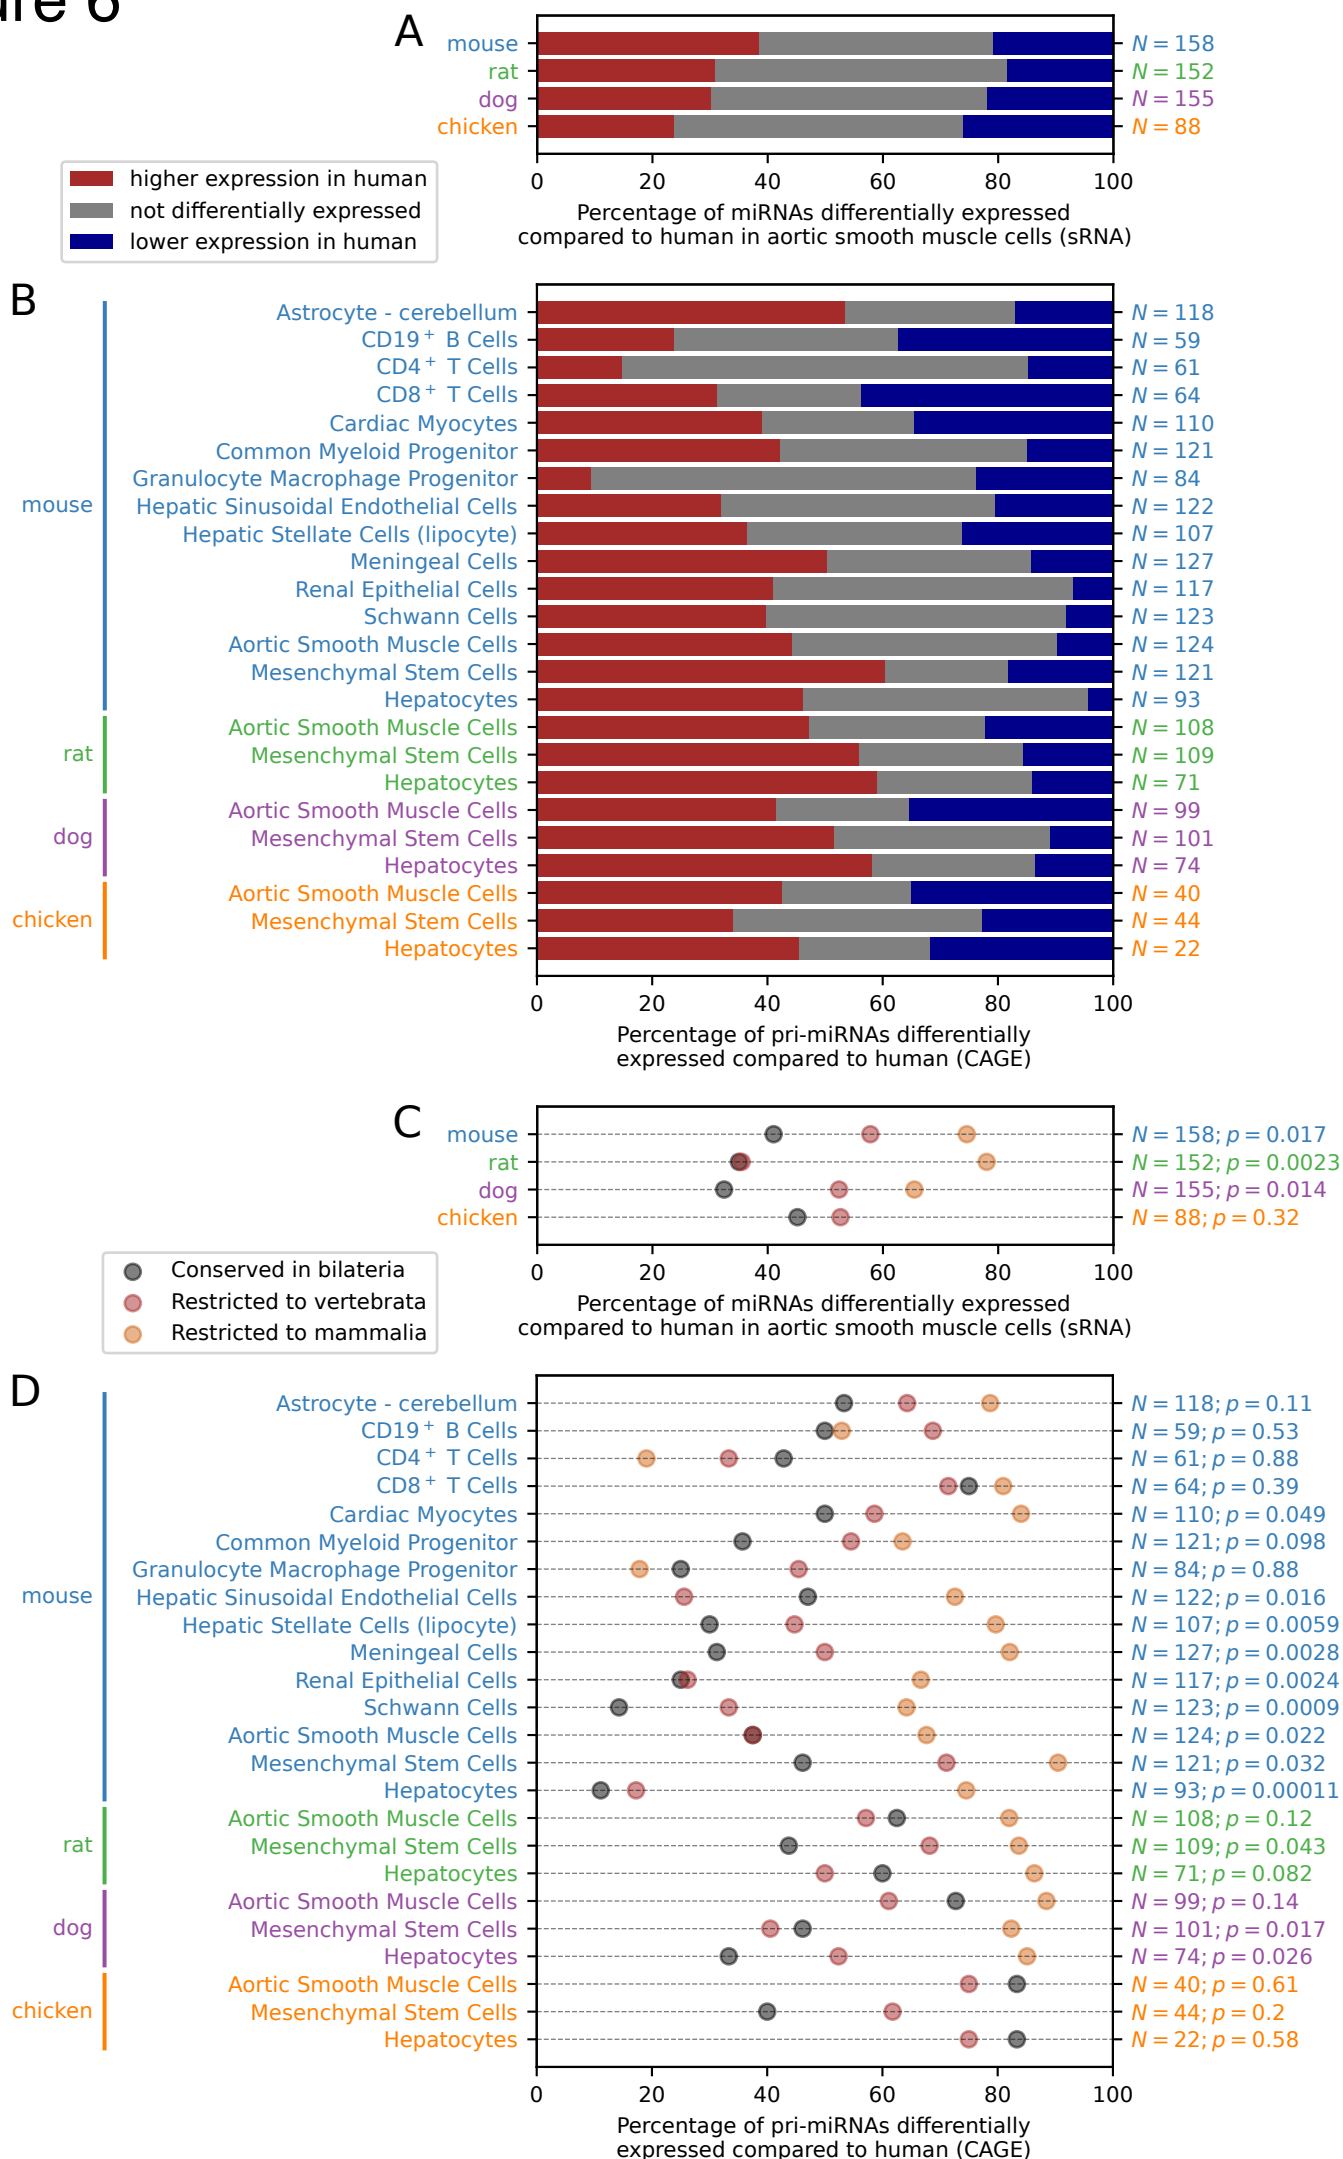 ure 6
A
mouse N = 158
rat N = 152
dog N = 155
chicken N = 88
0 20 40 60 80 100
Percentage of miRNAs differentially expressed
compared to human in aortic smooth muscle cells (sRNA)
higher expression in human
not differentially expressed
lower expression in human
B
Astrocyte - cerebellum N = 118
CD19⁺ B Cells N = 59
CD4⁺ T Cells N = 61
CD8⁺ T Cells N = 64
Cardiac Myocytes N = 110
Common Myeloid Progenitor N = 121
Granulocyte Macrophage Progenitor N = 84
mouse
Hepatic Sinusoidal Endothelial Cells N = 122
Hepatic Stellate Cells (lipocyte) N = 107
Meningeal Cells N = 127
Renal Epithelial Cells N = 117
Schwann Cells N = 123
Aortic Smooth Muscle Cells N = 124
Mesenchymal Stem Cells N = 121
Hepatocytes N = 93
Aortic Smooth Muscle Cells N = 108
rat Mesenchymal Stem Cells N = 109
Hepatocytes N = 71
Aortic Smooth Muscle Cells N = 99
dog Mesenchymal Stem Cells N = 101
Hepatocytes N = 74
Aortic Smooth Muscle Cells N = 40
chicken Mesenchymal Stem Cells N = 44
Hepatocytes N = 22
0 20 40 60 80 100
Percentage of pri-miRNAs differentially
expressed compared to human (CAGE)
C
mouse N = 158; p = 0.017
rat N = 152; p = 0.0023
dog N = 155; p = 0.014
chicken N = 88; p = 0.32
0 20 40 60 80 100
Percentage of miRNAs differentially expressed
compared to human in aortic smooth muscle cells (sRNA)
Conserved in bilateria
Restricted to vertebrata
Restricted to mammalia
D
Astrocyte - cerebellum N = 118; p = 0.11
CD19⁺ B Cells N = 59; p = 0.53
CD4⁺ T Cells N = 61; p = 0.88
CD8⁺ T Cells N = 64; p = 0.39
Cardiac Myocytes N = 110; p = 0.049
Common Myeloid Progenitor N = 121; p = 0.098
Granulocyte Macrophage Progenitor N = 84; p = 0.88
mouse Hepatic Sinusoidal Endothelial Cells N = 122; p = 0.016
Hepatic Stellate Cells (lipocyte) N = 107; p = 0.0059
Meningeal Cells N = 127; p = 0.0028
Renal Epithelial Cells N = 117; p = 0.0024
Schwann Cells N = 123; p = 0.0009
Aortic Smooth Muscle Cells N = 124; p = 0.022
Mesenchymal Stem Cells N = 121; p = 0.032
Hepatocytes N = 93; p = 0.00011
Aortic Smooth Muscle Cells N = 108; p = 0.12
rat Mesenchymal Stem Cells N = 109; p = 0.043
Hepatocytes N = 71; p = 0.082
Aortic Smooth Muscle Cells N = 99; p = 0.14
dog Mesenchymal Stem Cells N = 101; p = 0.017
Hepatocytes N = 74; p = 0.026
Aortic Smooth Muscle Cells N = 40; p = 0.61
chicken Mesenchymal Stem Cells N = 44; p = 0.2
Hepatocytes N = 22; p = 0.58
0 20 40 60 80 100
Percentage of pri-miRNAs differentially
expressed compared to human (CAGE)